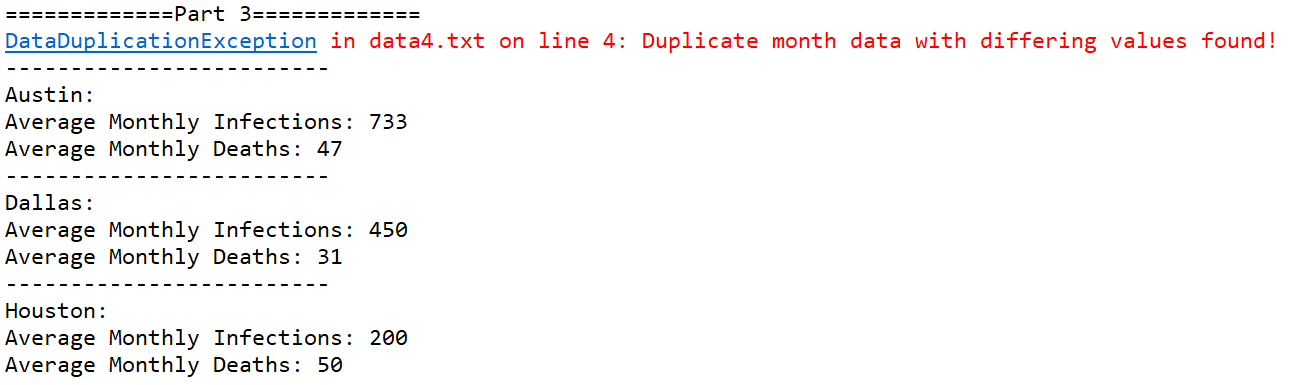 =============Part 3=============
DataDuplicationException in data4.txt on line 4: Duplicate month data with differing values found!
-------------------------
Austin:
Average Monthly Infections: 733
Average Monthly Deaths: 47
-------------------------
Dallas:
Average Monthly Infections: 450
Average Monthly Deaths: 31
-------------------------
Houston:
Average Monthly Infections: 200
Average Monthly Deaths: 50